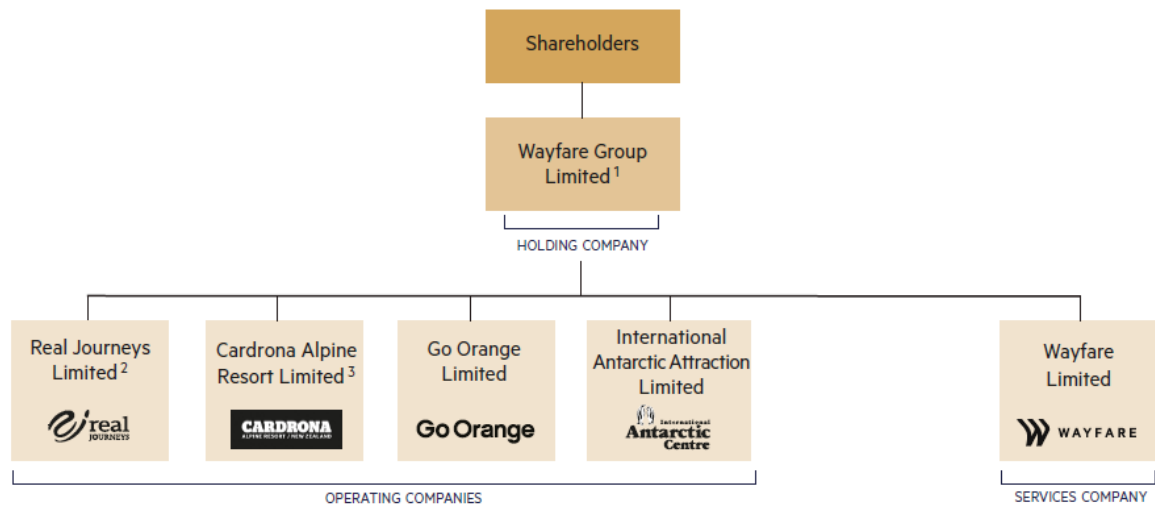 Shareholders
Wayfare Group
Limited 1
HOLDING COMPANY
Real Journeys
Limited 2
real
JOURNEYS
Cardrona Alpine
Resort Limited 3
CARDRONA
ALPINE RESORT / NEW ZEALAND
Go Orange
Limited
Go Orange
International
Antarctic Attraction
Limited
International
Antarctic
Centre
Wayfare
Limited
WAYFARE
OPERATING COMPANIES
SERVICES COMPANY